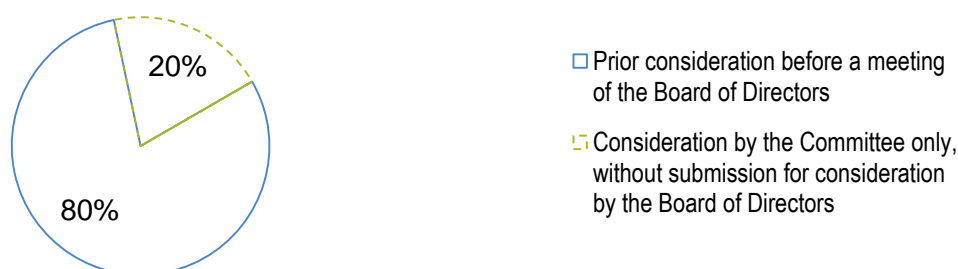 20%
80%
Prior consideration before a meeting
of the Board of Directors
Consideration by the Committee only,
without submission for consideration
by the Board of Directors